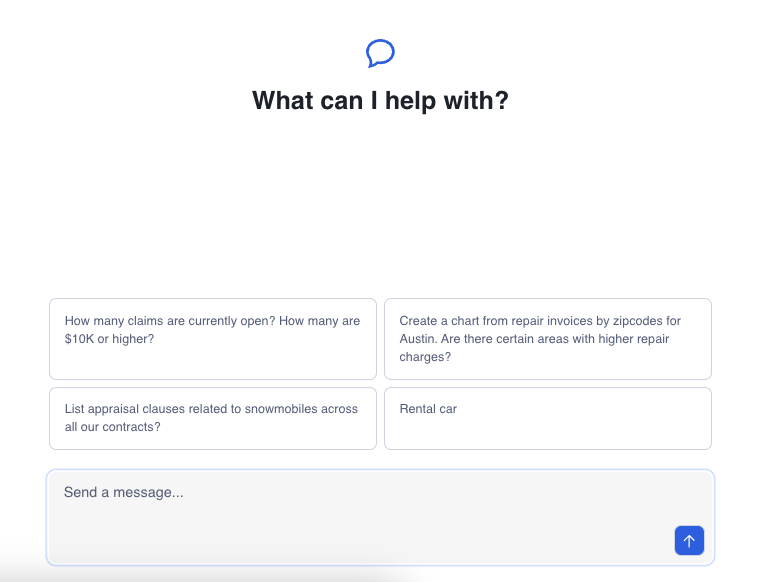 What can I help with?
How many claims are currently open? How many are
$10K or higher?
Create a chart from repair invoices by zipcodes for
Austin. Are there certain areas with higher repair
charges?
List appraisal clauses related to snowmobiles across
all our contracts?
Rental car
Send a message...